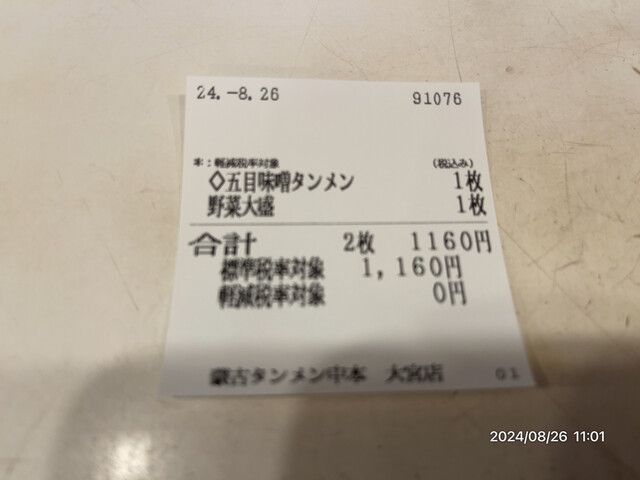 24.-8.26 91076
*:軽減税率対象 (税込み)
◇五目味噌タンメン 1枚
野菜大盛 1枚
合計 2枚 1160円
標準税率対象 1,160円
軽減税率対象 0円
蒙古タンメン中本 大宮店 01
2024/08/26 11:01